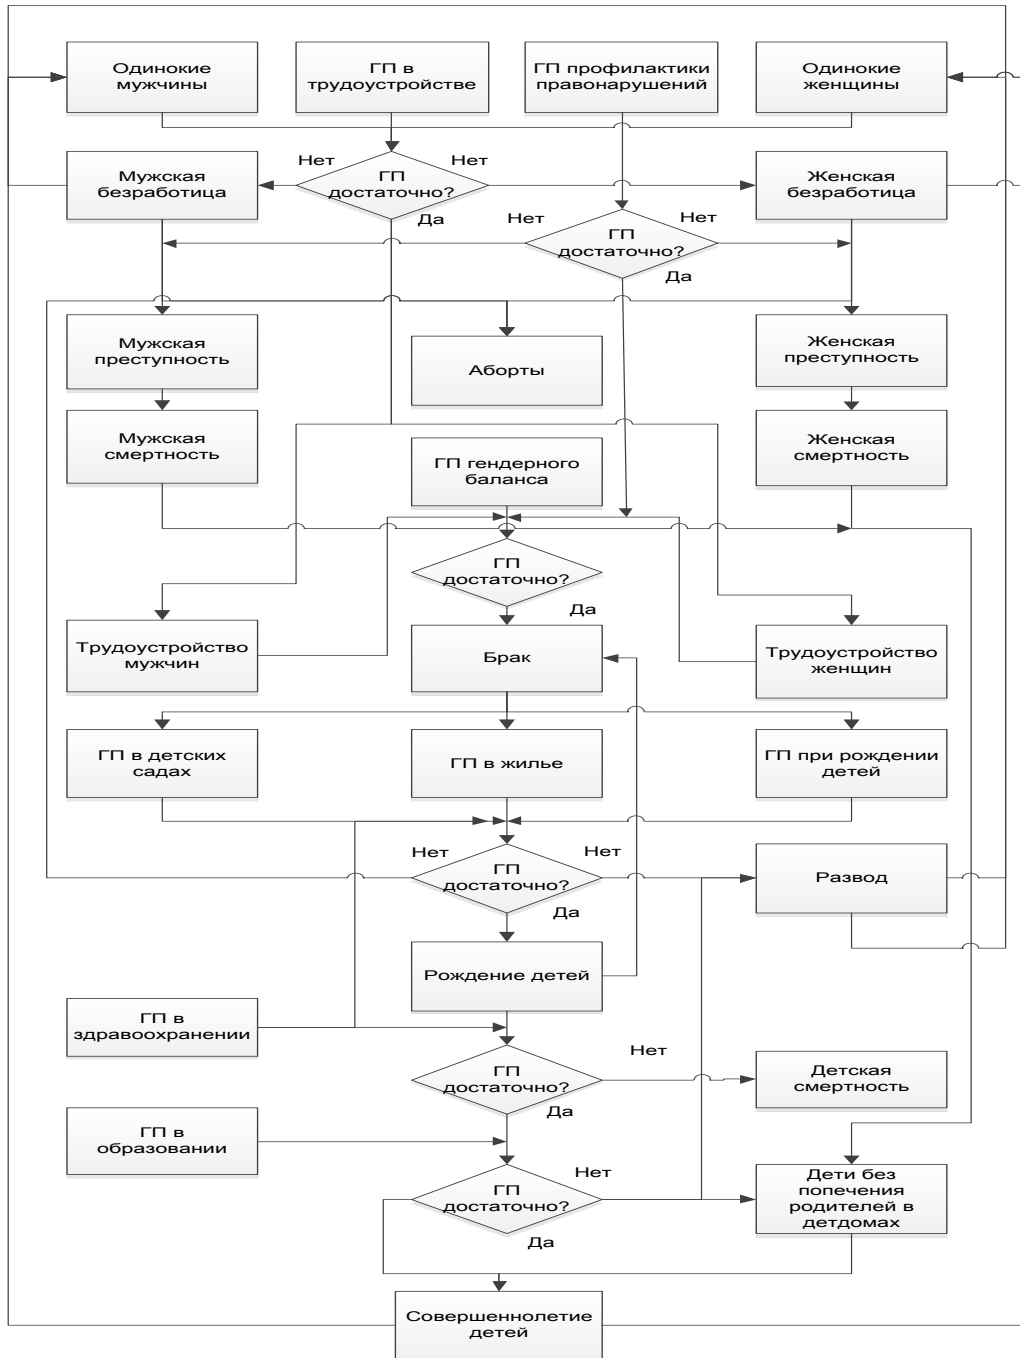 Одинокие
мужчины
ГП в
трудоустройстве
ГП профилактики
правонарушений
Одинокие
женщины
Нет
Нет
Мужская
безработица
ГП
достаточно?
Женская
безработица
Да
Нет
Нет
ГП
достаточно?
Да
Мужская
преступность
Аборты
Женская
преступность
Мужская
смертность
ГП гендерного
баланса
Женская
смертность
ГП
достаточно?
Да
Трудоустройство
мужчин
Брак
Трудоустройство
женщин
ГП в детских
садах
ГП в жилье
ГП при рождении
детей
Нет
Нет
ГП
достаточно?
Развод
Да
Рождение детей
ГП в
здравоохранении
Нет
ГП
достаточно?
Детская
смертность
Да
ГП в
образовании
Нет
ГП
достаточно?
Дети без
попечения
родителей в
детдомах
Да
Совершеннолетие
детей